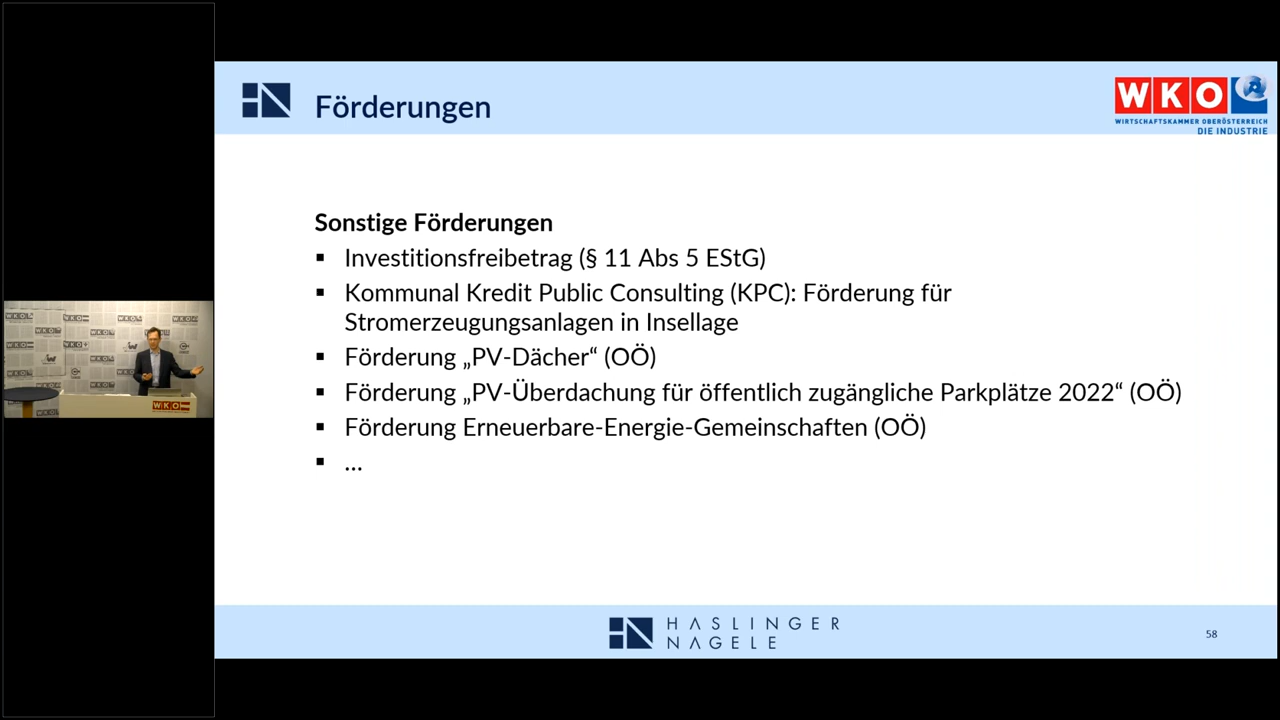 Förderungen
WKO
WIRTSCHAFTSKAMMER OBERÖSTERREICH
DIE INDUSTRIE
Sonstige Förderungen
▪ Investitionsfreibetrag (§ 11 Abs 5 EStG)
▪ Kommunal Kredit Public Consulting (KPC): Förderung für
Stromerzeugungsanlagen in Insellage
▪ Förderung „PV-Dächer“ (OÖ)
▪ Förderung „PV-Überdachung für öffentlich zugängliche Parkplätze 2022“ (OÖ)
▪ Förderung Erneuerbare-Energie-Gemeinschaften (OÖ)
▪ ...
HASLINGER
NAGELE
58
WKO